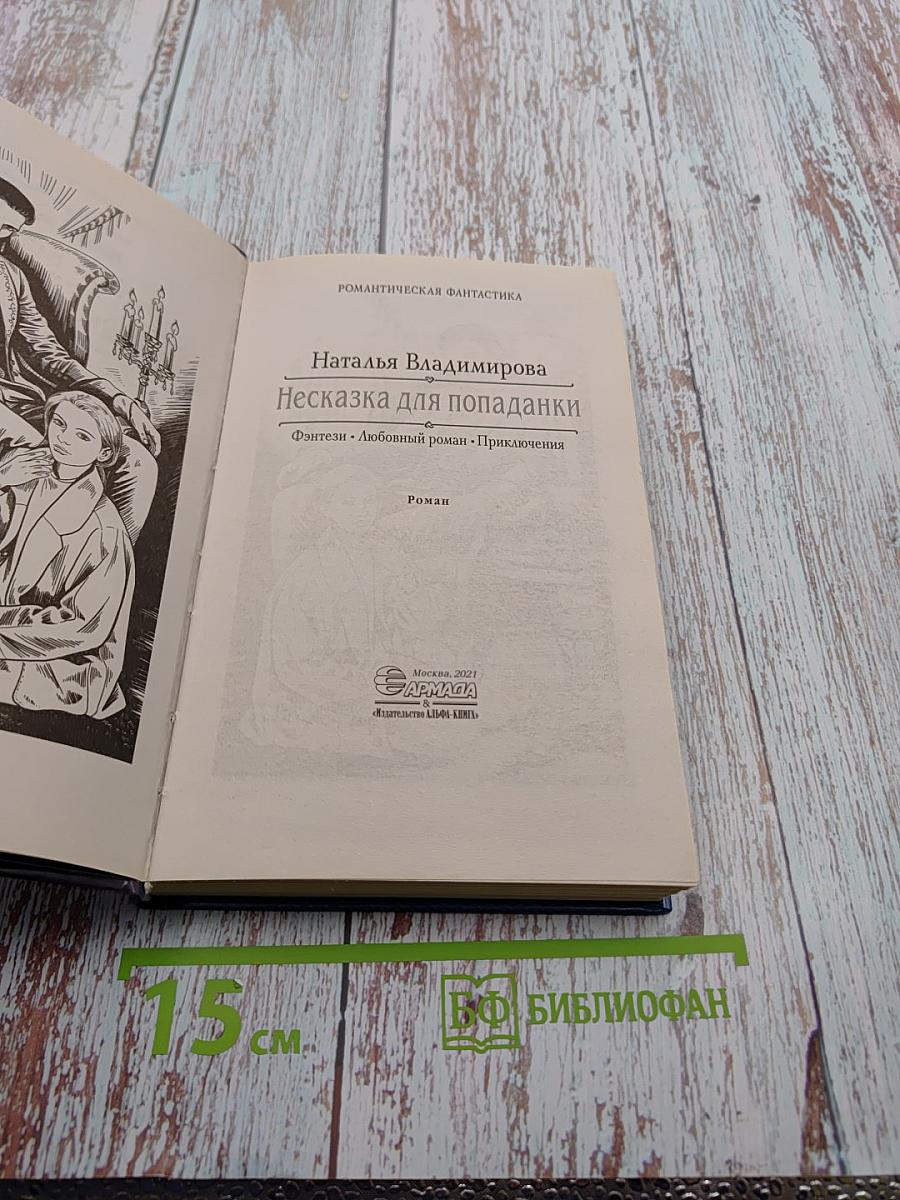 РОМАНТИЧЕСКАЯ ФАНТАСТИКА
Наталья Владимирова
Несказка для попаданки
Фэнтези • Любовный роман • Приключения
Роман
Москва, 2021
АРМАДА
&
«Издательство АЛЬФА-КНИГА»
15 см
БФ БИБЛИОФАН